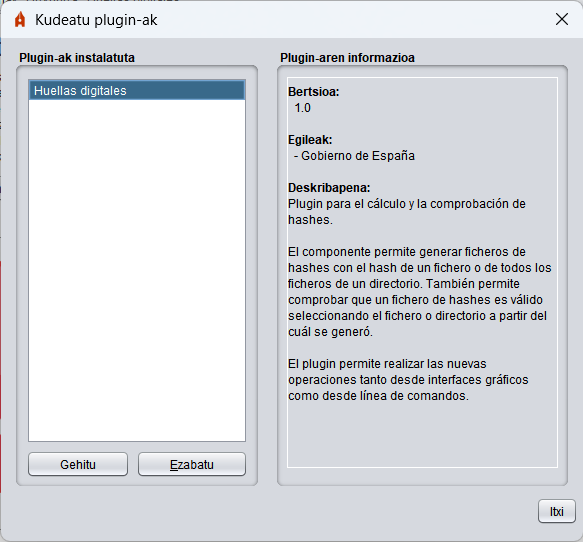 Kudeatu plugin-ak
Plugin-ak instalatuta
Huellas digitales
Gehitu
Ezabatu
Plugin-aren informazioa
Bertsioa:
1.0
Egileak:
- Gobierno de España
Deskribapena:
Plugin para el cálculo y la comprobación de
hashes.
El componente permite generar ficheros de
hashes con el hash de un fichero o de todos los
ficheros de un directorio. También permite
comprobar que un fichero de hashes es válido
seleccionando el fichero o directorio a partir del
cuál se generó.
El plugin permite realizar las nuevas
operaciones tanto desde interfaces gráficos
como desde línea de comandos.
Itxi